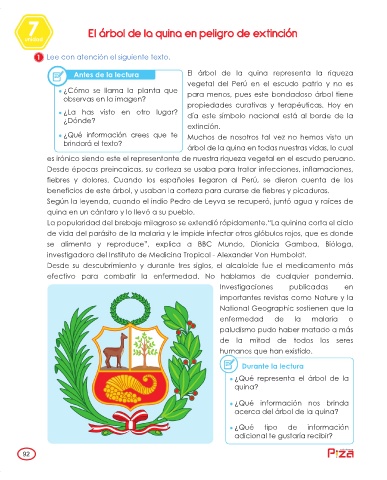 7
El árbol de la quina en peligro de extinción
1 Lee con atención el siguiente texto.
Antes de la lectura
• ¿Cómo se llama la planta que
observas en la imagen?
• ¿La has visto en otro lugar?
¿Dónde?
• ¿Qué información crees que te
brindará el texto?
El árbol de la quina representa la riqueza
vegetal del Perú en el escudo patrio y no es
para menos, pues este bondadoso árbol tiene
propiedades curativas y terapéuticas. Hoy en
día este símbolo nacional está al borde de la
extinción.
Muchos de nosotros tal vez no hemos visto un
árbol de la quina en todas nuestras vidas, lo cual
es irónico siendo este el representante de nuestra riqueza vegetal en el escudo peruano.
Desde épocas preincaicas, su corteza se usaba para tratar infecciones, inflamaciones,
fiebres y dolores. Cuando los españoles llegaron al Perú, se dieron cuenta de los
beneficios de este árbol, y usaban la corteza para curarse de fiebres y picaduras.
Según la leyenda, cuando el indio Pedro de Leyva se recuperó, juntó agua y raíces de
quina en un cántaro y lo llevó a su pueblo.
La popularidad del brebaje milagroso se extendió rápidamente.“La quinina corta el ciclo
de vida del parásito de la malaria y le impide infectar otros glóbulos rojos, que es donde
se alimenta y reproduce”, explica a BBC Mundo, Dionicia Gamboa, Bióloga,
investigadora del Instituto de Medicina Tropical - Alexander Von Humboldt.
Desde su descubrimiento y durante tres siglos, el alcaloide fue el medicamento más
efectivo para combatir la enfermedad. No hablamos de cualquier pandemia.
Investigaciones publicadas en
importantes revistas como Nature y la
National Geographic sostienen que la
enfermedad de la malaria o
paludismo pudo haber matado a más
de la mitad de todos los seres
humanos que han existido.
Durante la lectura
• ¿Qué representa el árbol de la
quina?
• ¿Qué información nos brinda
acerca del árbol de la quina?
• ¿Qué tipo de información
adicional te gustaría recibir?
92